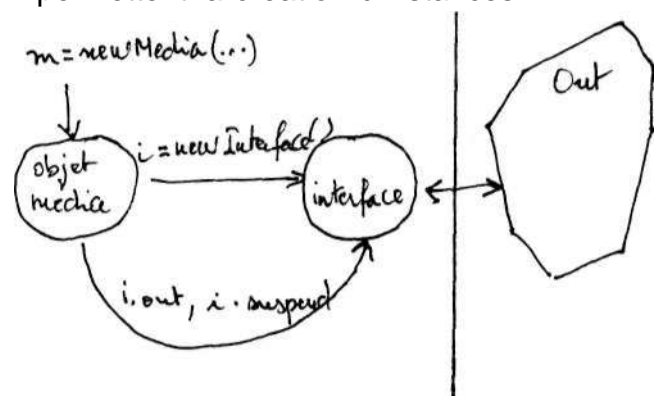 m = new Media (...)
Out
i = new Interface()
objet
media
interface
i.out, i.suspend